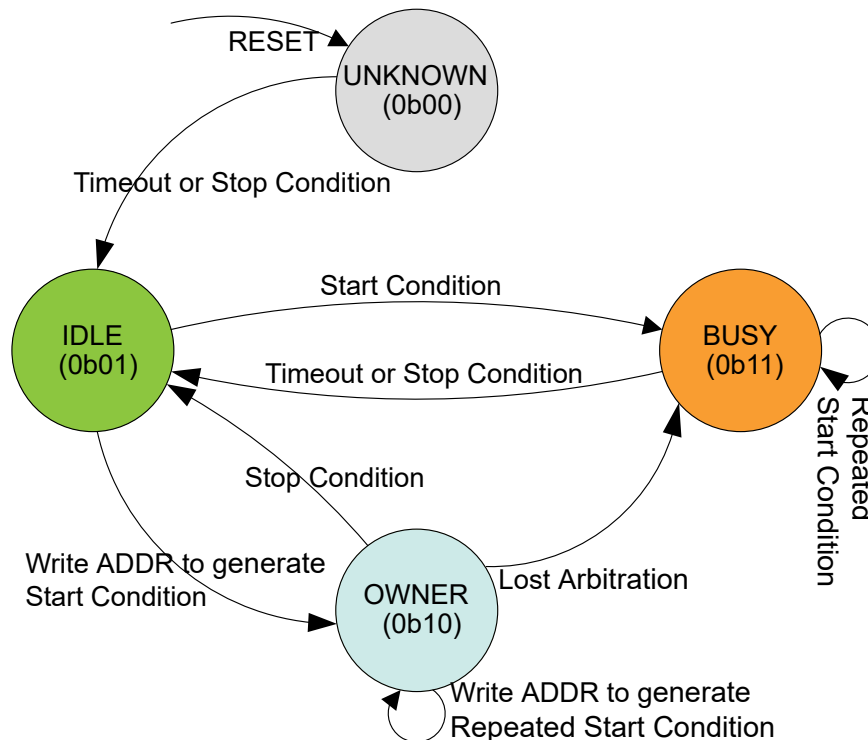 RESET
UNKNOWN
(0b00)
Timeout or Stop Condition
Start Condition
IDLE
(0b01)
BUSY
(0b11)
Timeout or Stop Condition
Repeated
Start Condition
Stop Condition
Write ADDR to generate
Start Condition
Lost Arbitration
OWNER
(0b10)
Write ADDR to generate
Repeated Start Condition